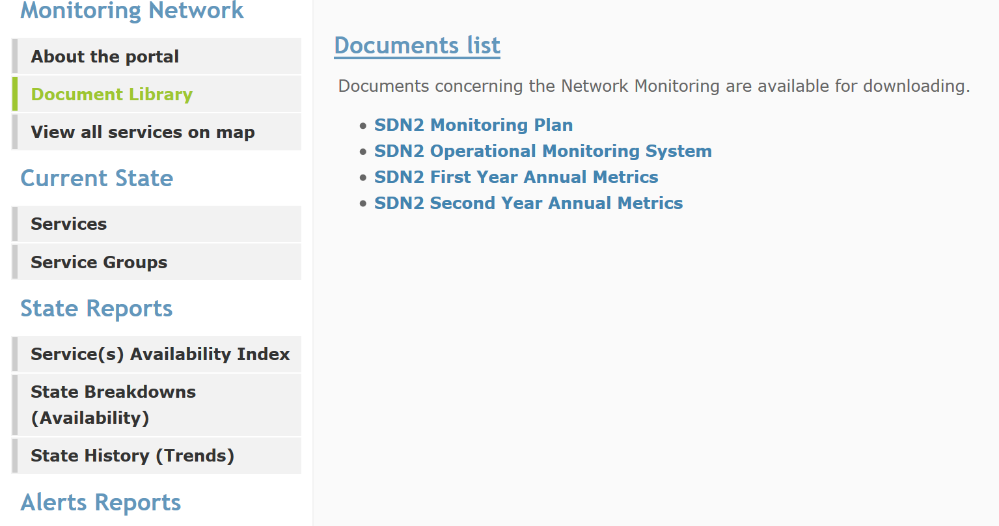 Monitoring Network
About the portal
Document Library
View all services on map
Current State
Services
Service Groups
State Reports
Service(s) Availability Index
State Breakdowns
(Availability)
State History (Trends)
Alerts Reports
Documents list
Documents concerning the Network Monitoring are available for downloading.
SDN2 Monitoring Plan
SDN2 Operational Monitoring System
SDN2 First Year Annual Metrics
SDN2 Second Year Annual Metrics